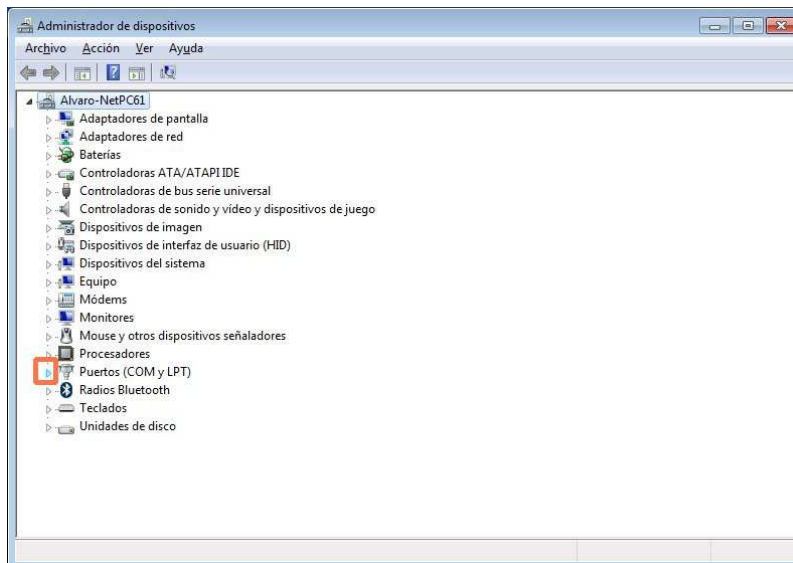 Administrador de dispositivos
Archivo Acción Ver Ayuda
Alvaro-NetPC61
Adaptadores de pantalla
Adaptadores de red
Baterías
Controladoras ATA/ATAPI IDE
Controladoras de bus serie universal
Controladoras de sonido y vídeo y dispositivos de juego
Dispositivos de imagen
Dispositivos de interfaz de usuario (HID)
Dispositivos del sistema
Equipo
Módems
Monitores
Mouse y otros dispositivos señaladores
Procesadores
Puertos (COM y LPT)
Radios Bluetooth
Teclados
Unidades de disco